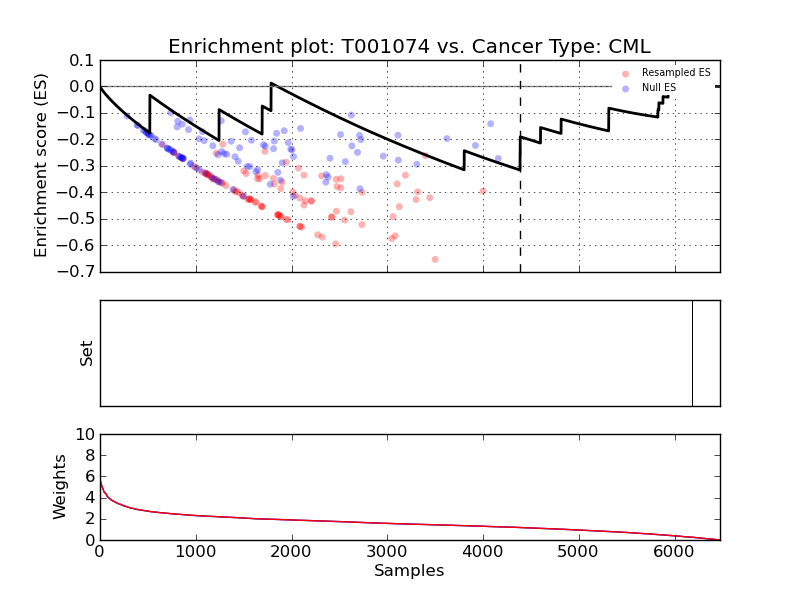 Enrichment plot: T001074 vs. Cancer Type: CML
Enrichment score (ES)
0.1
0.0
−0.1
−0.2
−0.3
−0.4
−0.5
−0.6
−0.7
Resampled ES
Null ES
Set
Weights
10
8
6
4
2
0
0 1000 2000 3000 4000 5000 6000
Samples